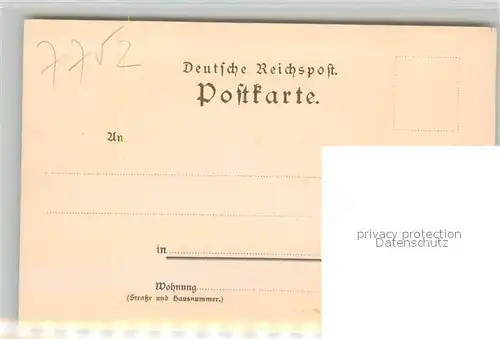 7752
Deutsche Reichspost.
Postkarte.
An
in
Wohnung
(Straße und Hausnummer.)
privacy protection
Datenschutz